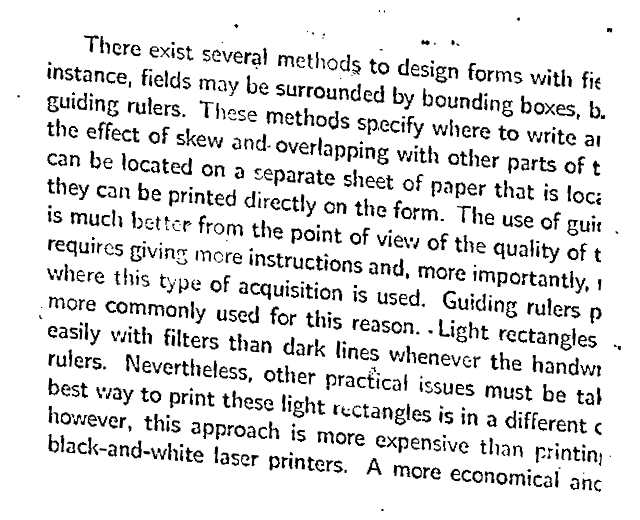 There exist several methods to design forms with fie
instance, fields may be surrounded by bounding boxes, b
guiding rulers. These methods specify where to write a
the effect of skew and overlapping with other parts of t
can be located on a separate sheet of paper that is loca
they can be printed directly on the form. The use of gui
is much better from the point of view of the quality of t
requires giving more instructions and, more importantly,
where this type of acquisition is used. Guiding rulers p
more commonly used for this reason. Light rectangles
easily with filters than dark lines whenever the handw
rulers. Nevertheless, other practical issues must be ta
best way to print these light rectangles is in a different c
however, this approach is more expensive than printin
black-and-white laser printers. A more economical and